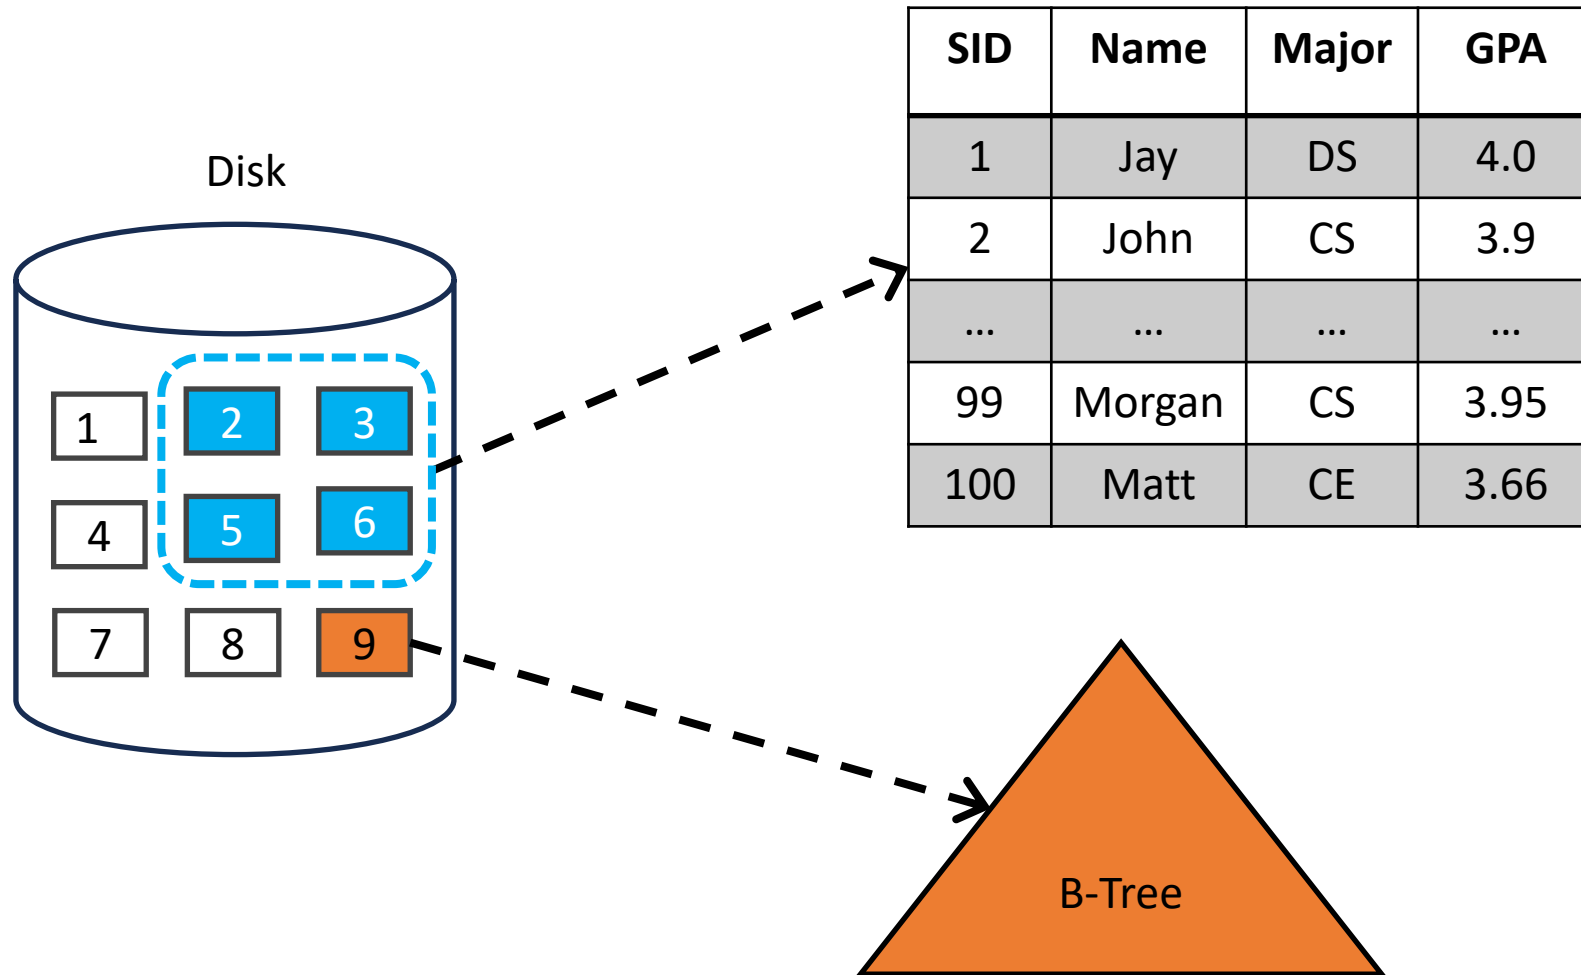 Disk
1 2 3
4 5 6
7 8 9
SID Name Major GPA
1 Jay DS 4.0
2 John CS 3.9
... ... ... ...
99 Morgan CS 3.95
100 Matt CE 3.66
B-Tree